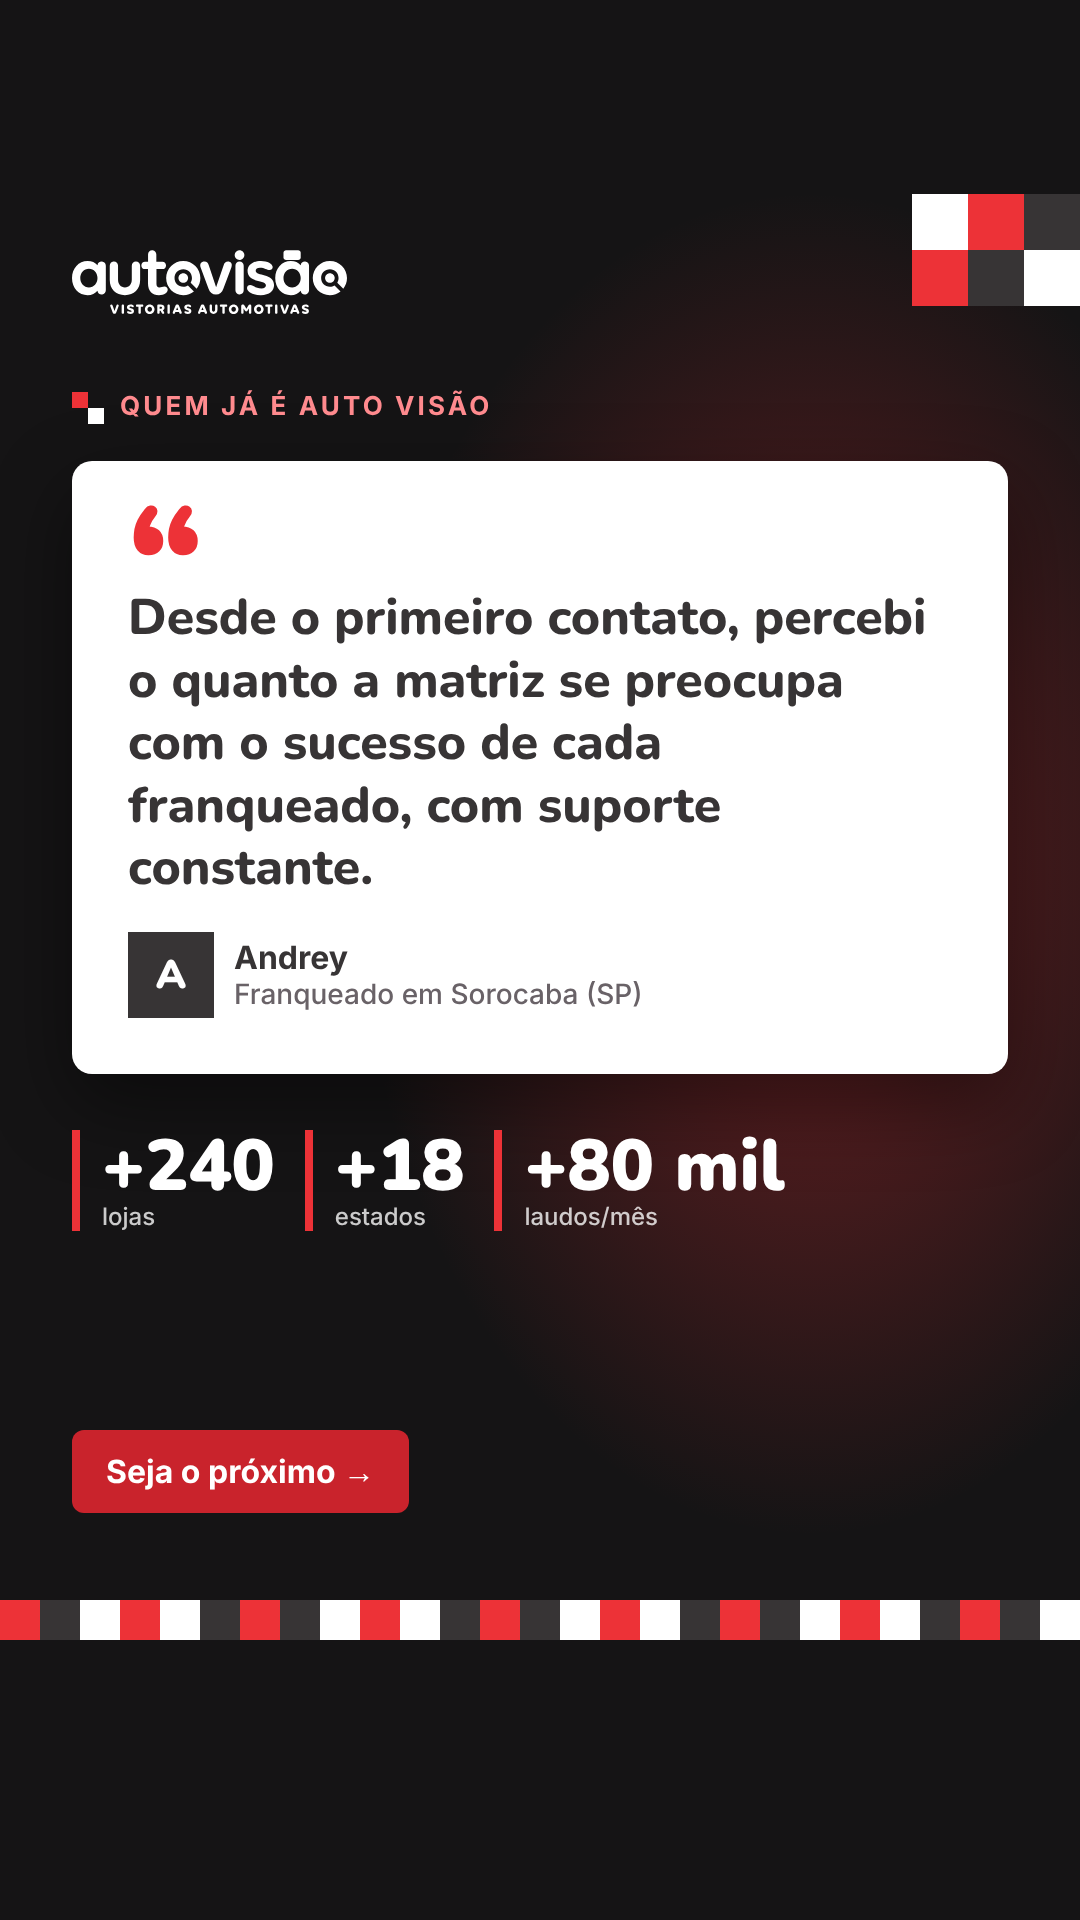 autovisão
VISTORIAS AUTOMOTIVAS
QUEM JÁ É AUTO VISÃO
“
Desde o primeiro contato, percebi
o quanto a matriz se preocupa
com o sucesso de cada
franqueado, com suporte
constante.
A
Andrey
Franqueado em Sorocaba (SP)
+240
lojas
+18
estados
+80 mil
laudos/mês
Seja o próximo →